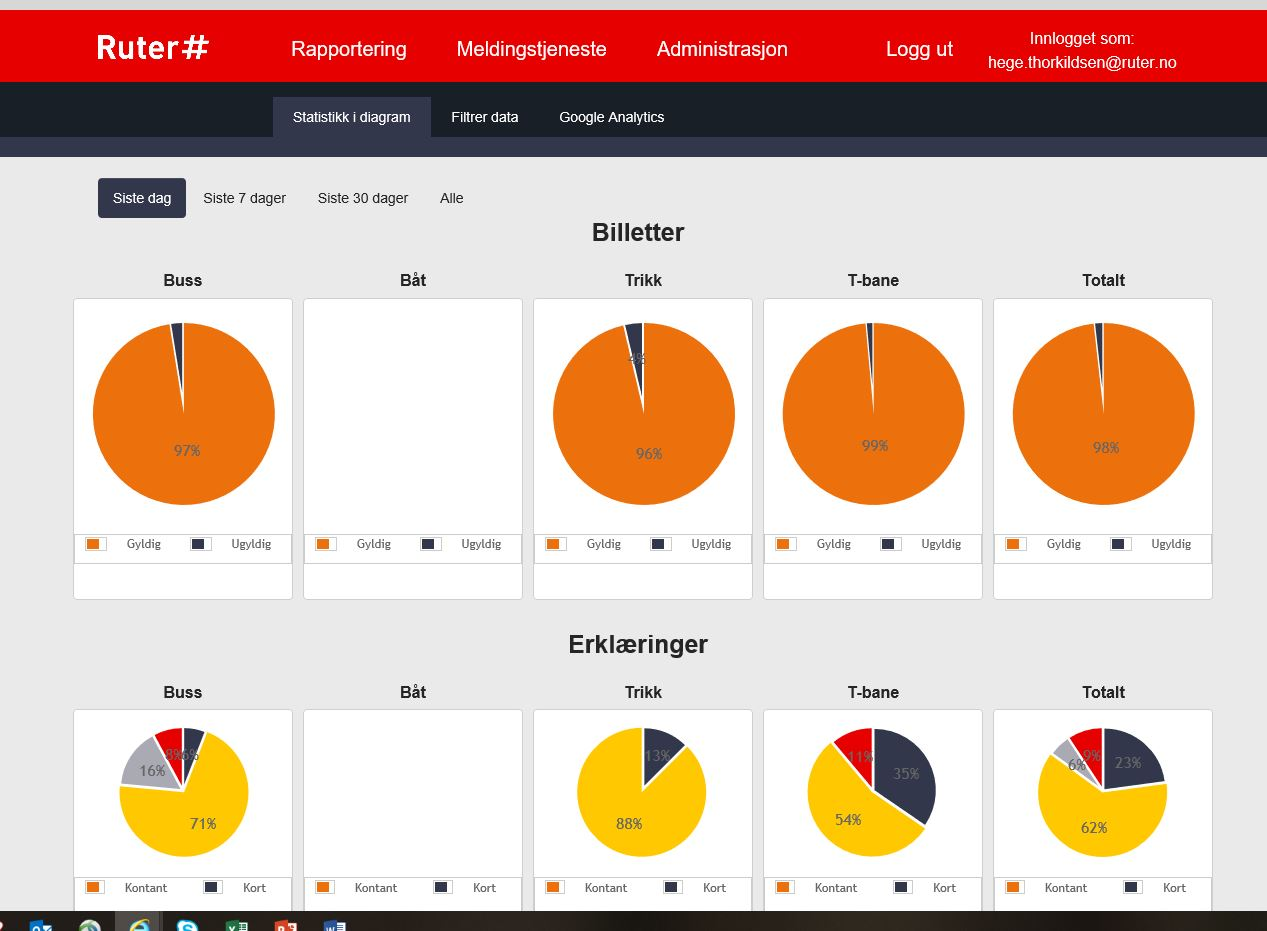 Ruter# Rapportering Meldingstjeneste Administrasjon Logg ut Innlogget som:
hege.thorkildsen@ruter.no
Statistikk i diagram Filtrer data Google Analytics
Siste dag Siste 7 dager Siste 30 dager Alle
Billetter
Buss Båt Trikk T-bane Totalt
4%
97% 96% 99% 98%
Gyldig Ugyldig Gyldig Ugyldig Gyldig Ugyldig Gyldig Ugyldig Gyldig Ugyldig
Erklæringer
Buss Båt Trikk T-bane Totalt
8% 6% 13% 11% 9%
16% 35% 6% 23%
71% 88% 54% 62%
Kontant Kort Kontant Kort Kontant Kort Kontant Kort Kontant Kort